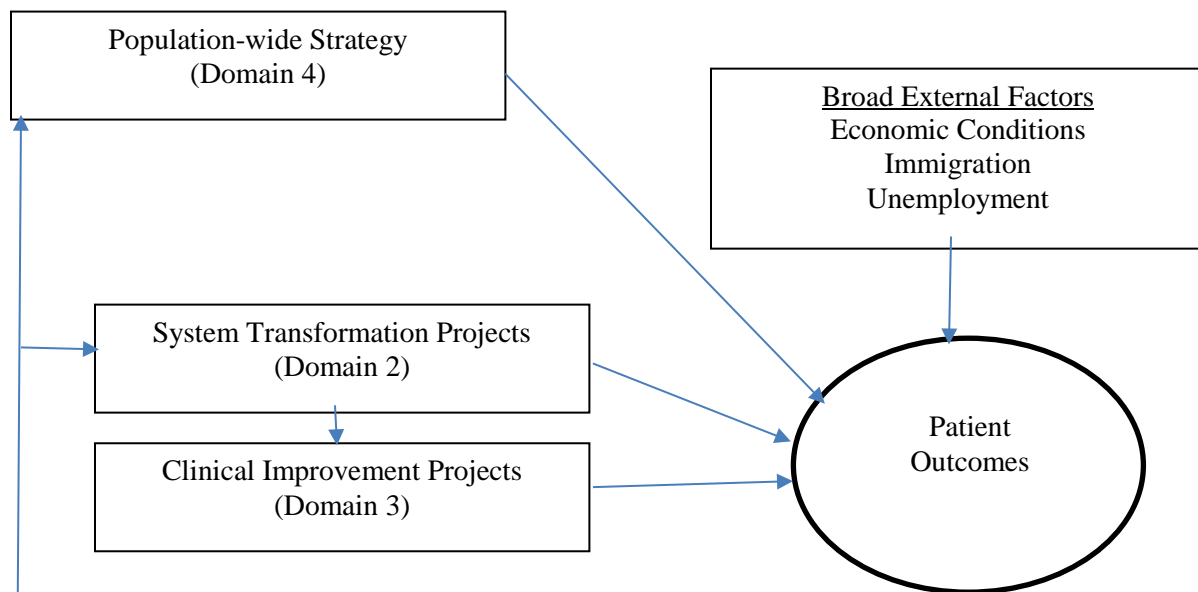 Population-wide Strategy
(Domain 4)
Broad External Factors
Economic Conditions
Immigration
Unemployment
System Transformation Projects
(Domain 2)
Clinical Improvement Projects
(Domain 3)
Patient
Outcomes